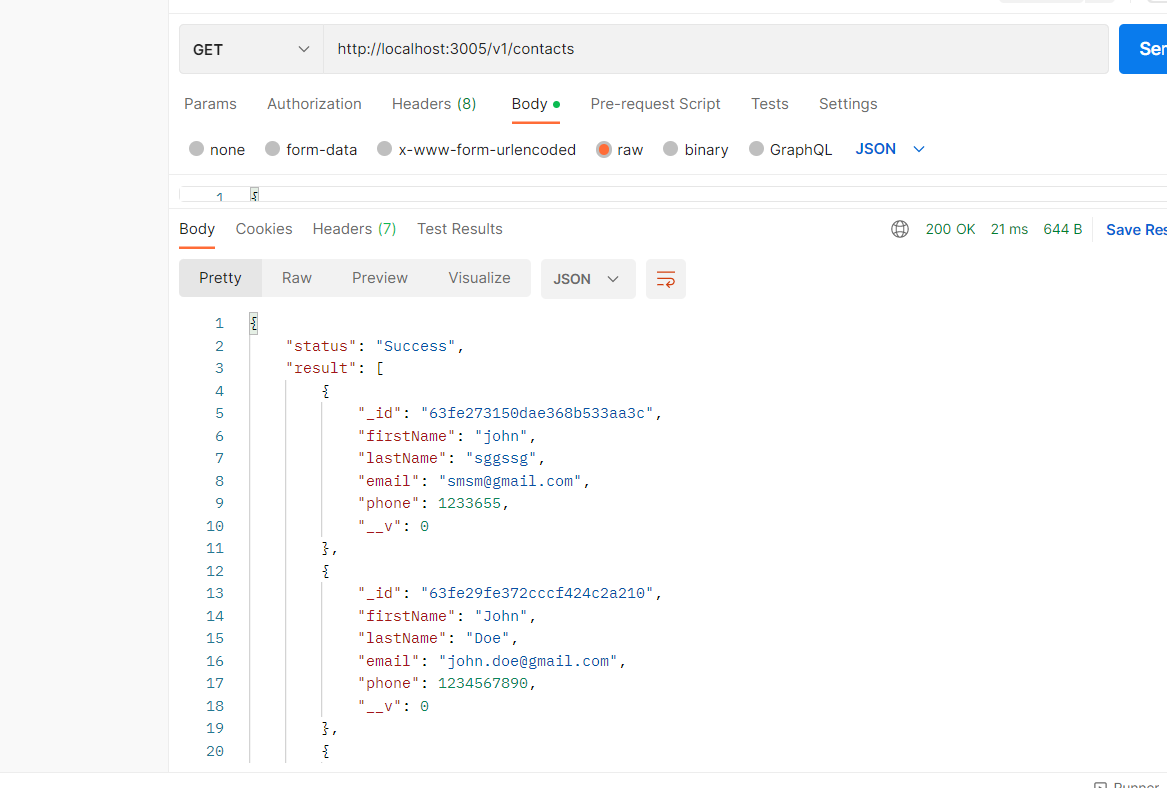 GET http://localhost:3005/v1/contacts
Params Authorization Headers (8) Body Pre-request Script Tests Settings
none form-data x-www-form-urlencoded raw binary GraphQL JSON
1 {
Body Cookies Headers (7) Test Results 200 OK 21 ms 644 B
Pretty Raw Preview Visualize JSON
1 {
2 "status": "Success",
3 "result": [
4 {
5 "_id": "63fe273150dae368b533aa3c",
6 "firstName": "john",
7 "lastName": "sggssg",
8 "email": "smsm@gmail.com",
9 "phone": 1233655,
10 "__v": 0
11 },
12 {
13 "_id": "63fe29fe372cccf424c2a210",
14 "firstName": "John",
15 "lastName": "Doe",
16 "email": "john.doe@gmail.com",
17 "phone": 1234567890,
18 "__v": 0
19 },
20 {